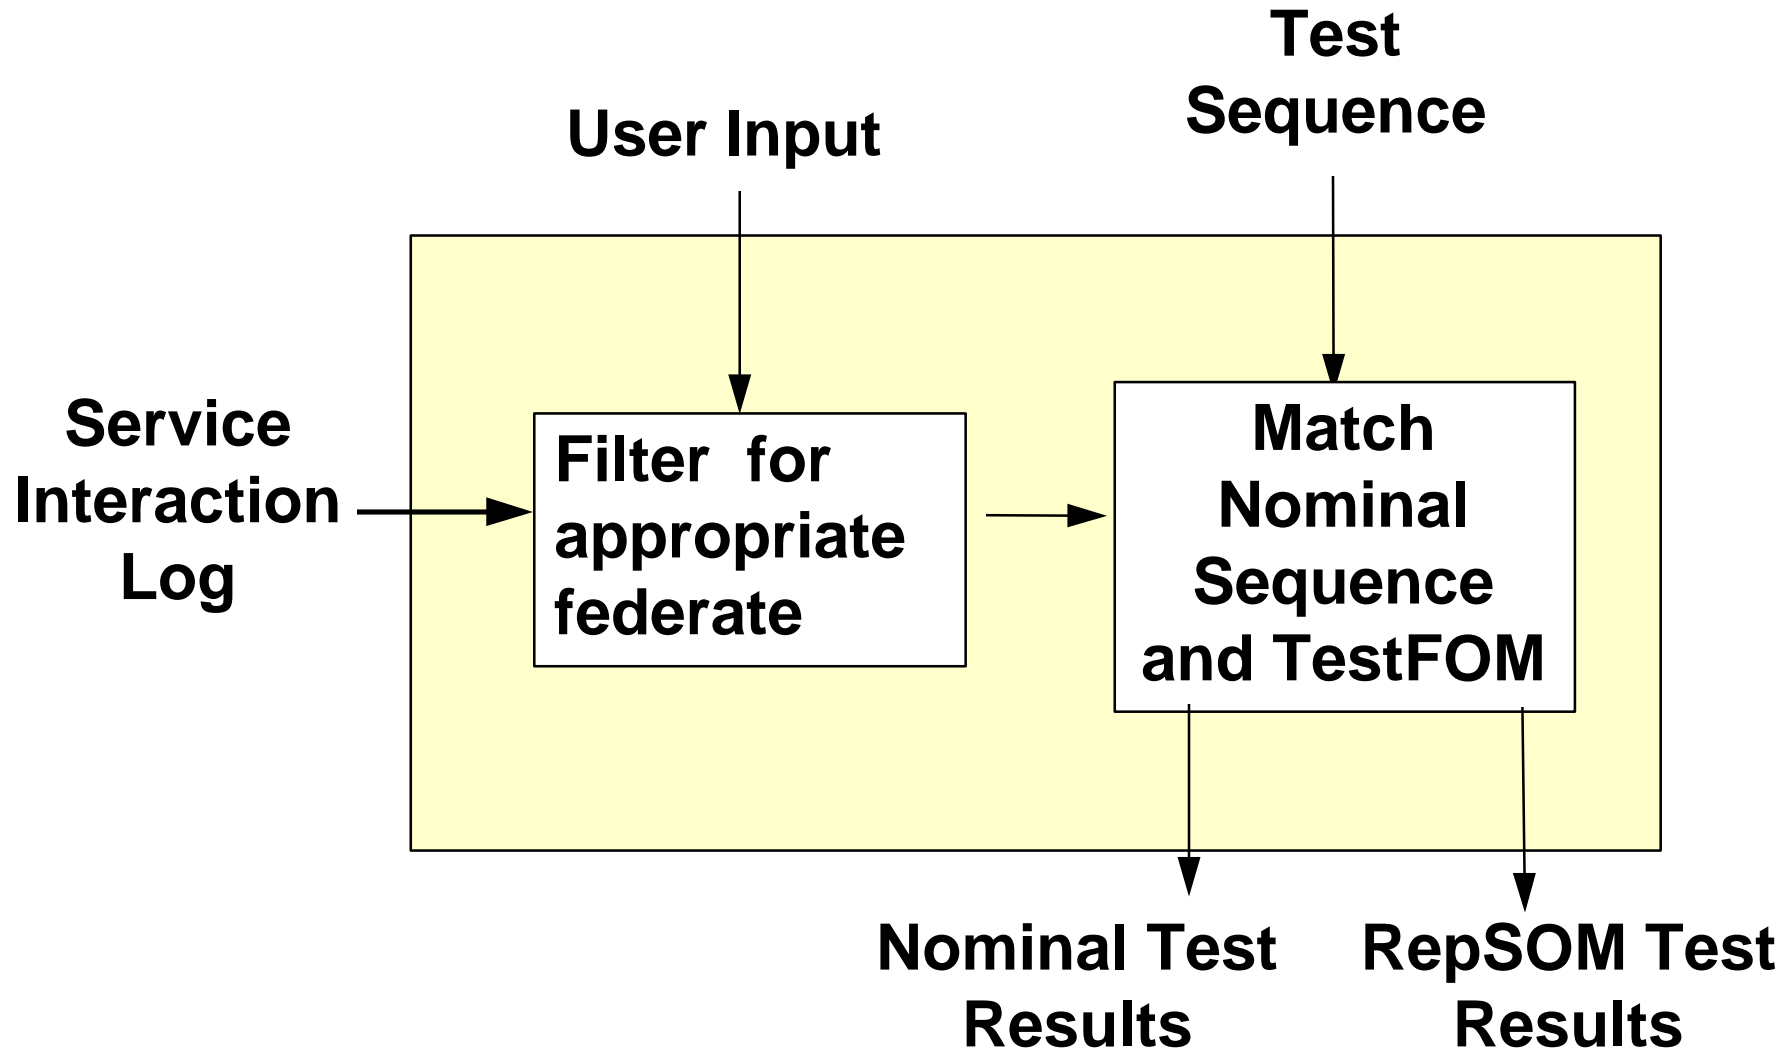 Test
Sequence
User Input
Service
Interaction
Log
Filter  for
appropriate
federate
Match
Nominal
Sequence
and TestFOM
Nominal Test
Results
RepSOM Test
Results